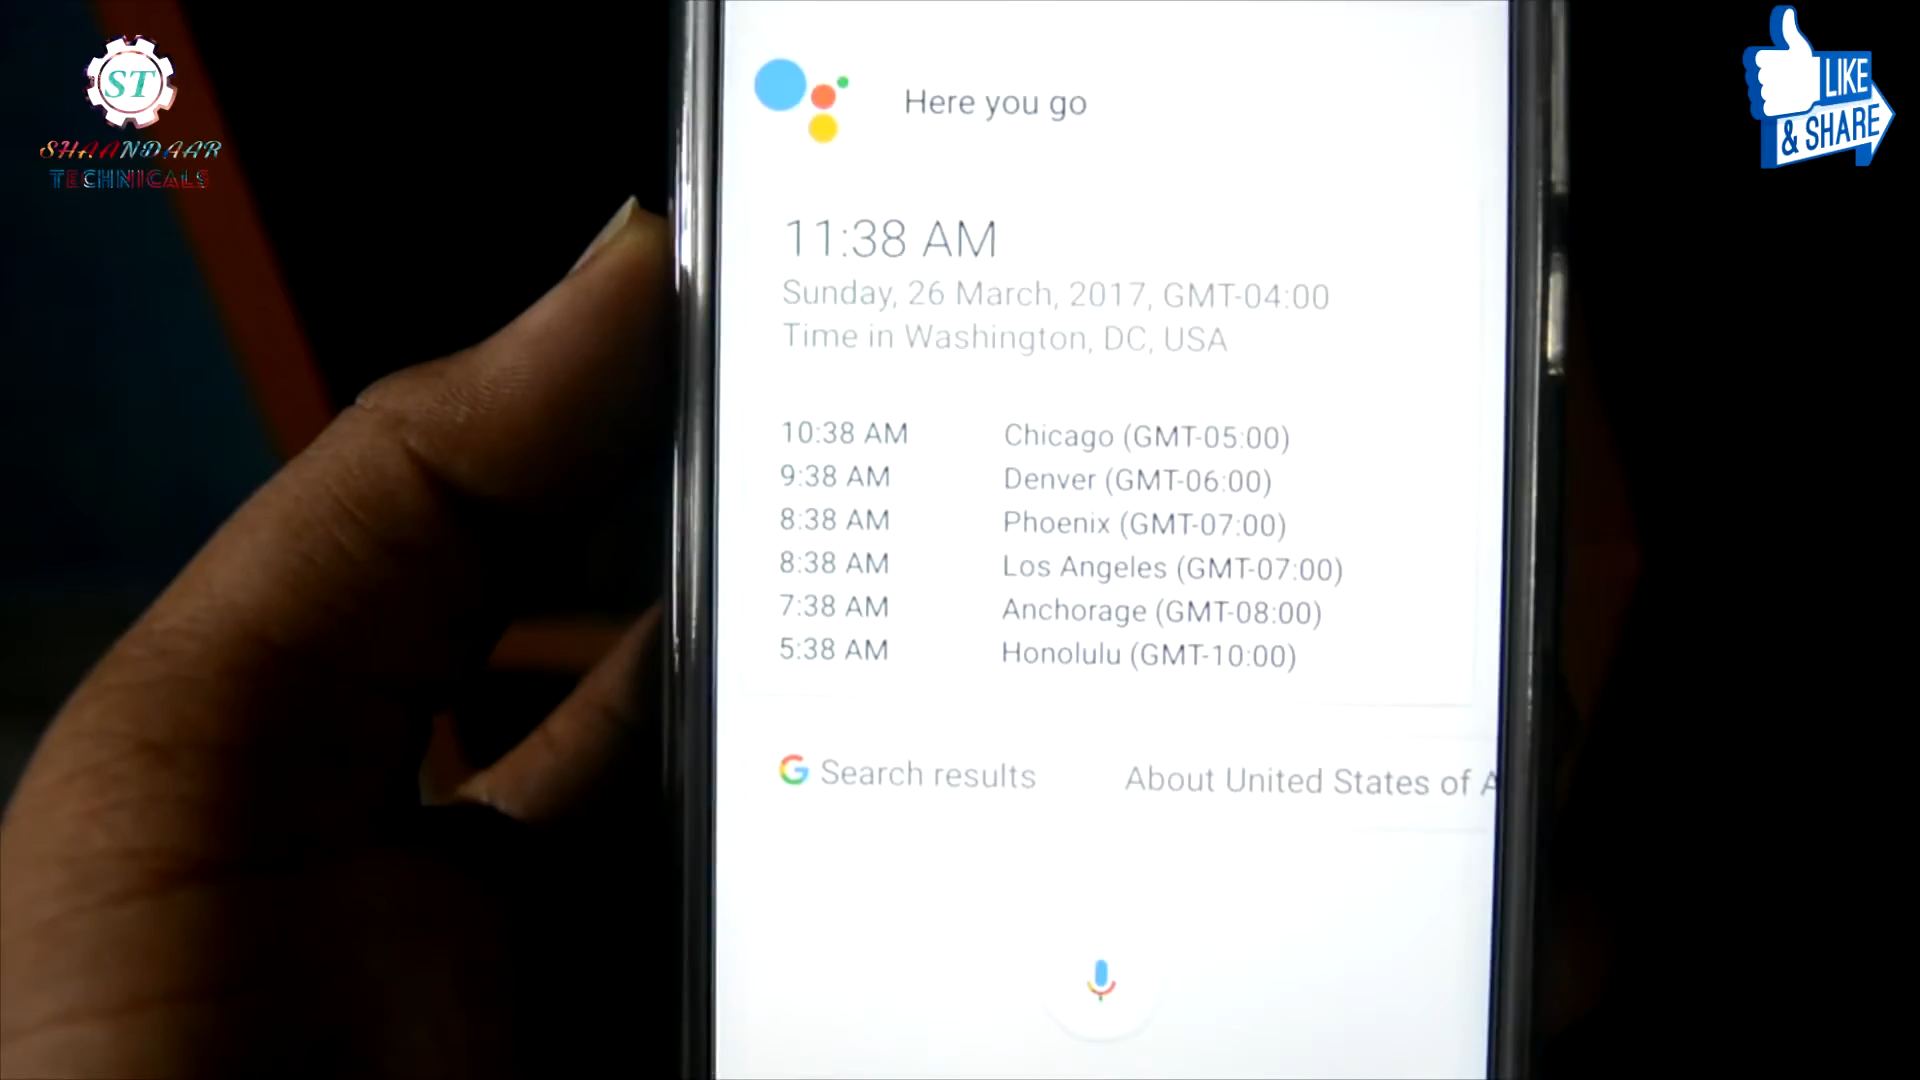 ST
SHAANDAAR
TECHNICALS
LIKE
& SHARE
Here you go
11:38 AM
Sunday, 26 March, 2017, GMT-04:00
Time in Washington, DC, USA
10:38 AM Chicago (GMT-05:00)
9:38 AM Denver (GMT-06:00)
8:38 AM Phoenix (GMT-07:00)
8:38 AM Los Angeles (GMT-07:00)
7:38 AM Anchorage (GMT-08:00)
5:38 AM Honolulu (GMT-10:00)
G Search results About United States of A